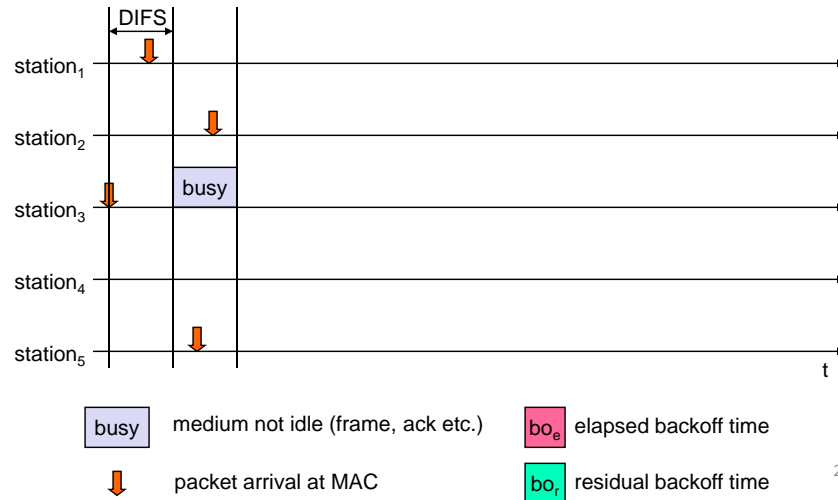 DIFS
station₁
station₂
busy
station₃
station₄
station₅
t
busy medium not idle (frame, ack etc.) boₑ elapsed backoff time
packet arrival at MAC boᵣ residual backoff time
2